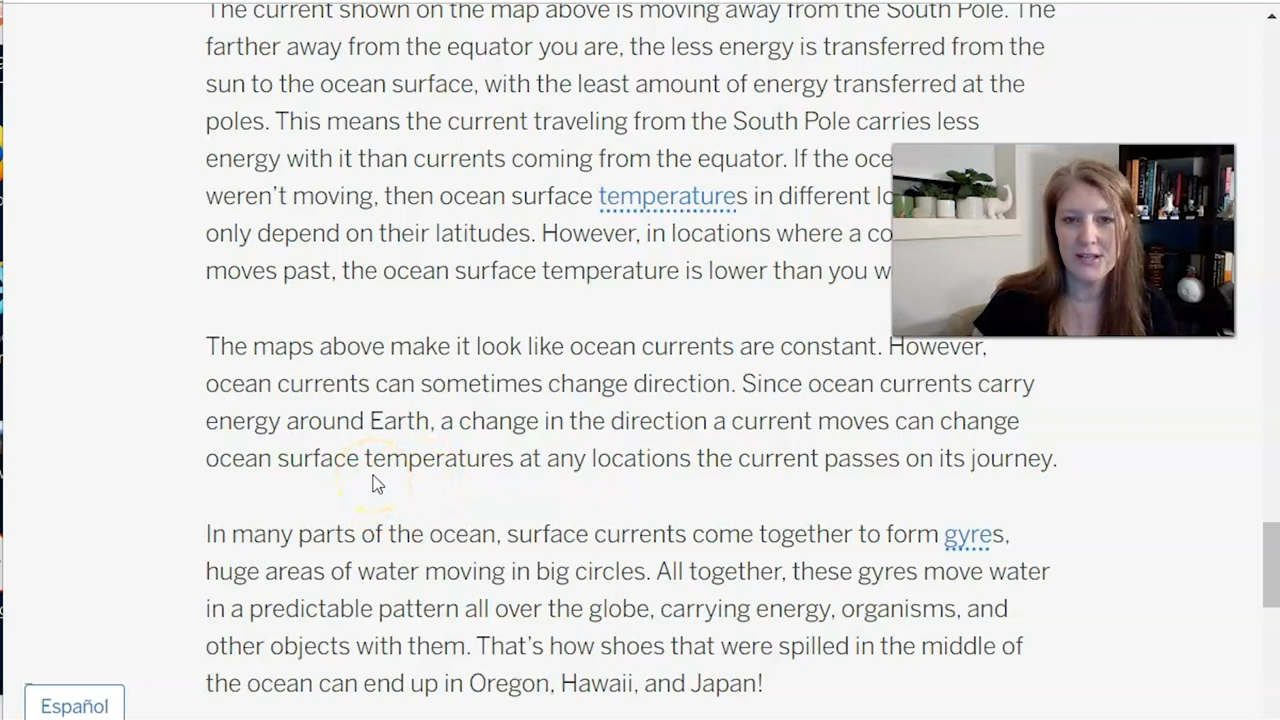 The current shown on the map above is moving away from the South Pole. The
farther away from the equator you are, the less energy is transferred from the
sun to the ocean surface, with the least amount of energy transferred at the
poles. This means the current traveling from the South Pole carries less
energy with it than currents coming from the equator. If the
weren't moving, then ocean surface temperatures in different
only depend on their latitudes. However, in locations where a
moves past, the ocean surface temperature is lower than you
The maps above make it look like ocean currents are constant. However,
ocean currents can sometimes change direction. Since ocean currents carry
energy around Earth, a change in the direction a current moves can change
ocean surface temperatures at any locations the current passes on its journey.
In many parts of the ocean, surface currents come together to form gyres,
huge areas of water moving in big circles. All together, these gyres move water
in a predictable pattern all over the globe, carrying energy, organisms, and
other objects with them. That's how shoes that were spilled in the middle of
the ocean can end up in Oregon, Hawaii, and Japan!
Español